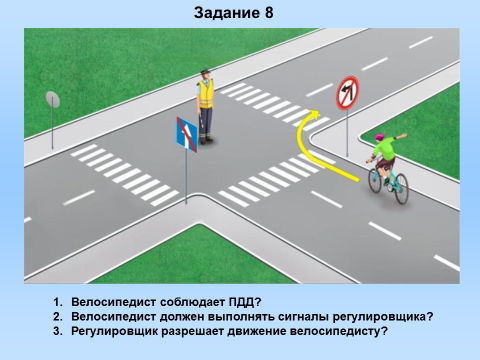 Задание 8
1. Велосипедист соблюдает ПДД?
2. Велосипедист должен выполнять сигналы регулировщика?
3. Регулировщик разрешает движение велосипедисту?